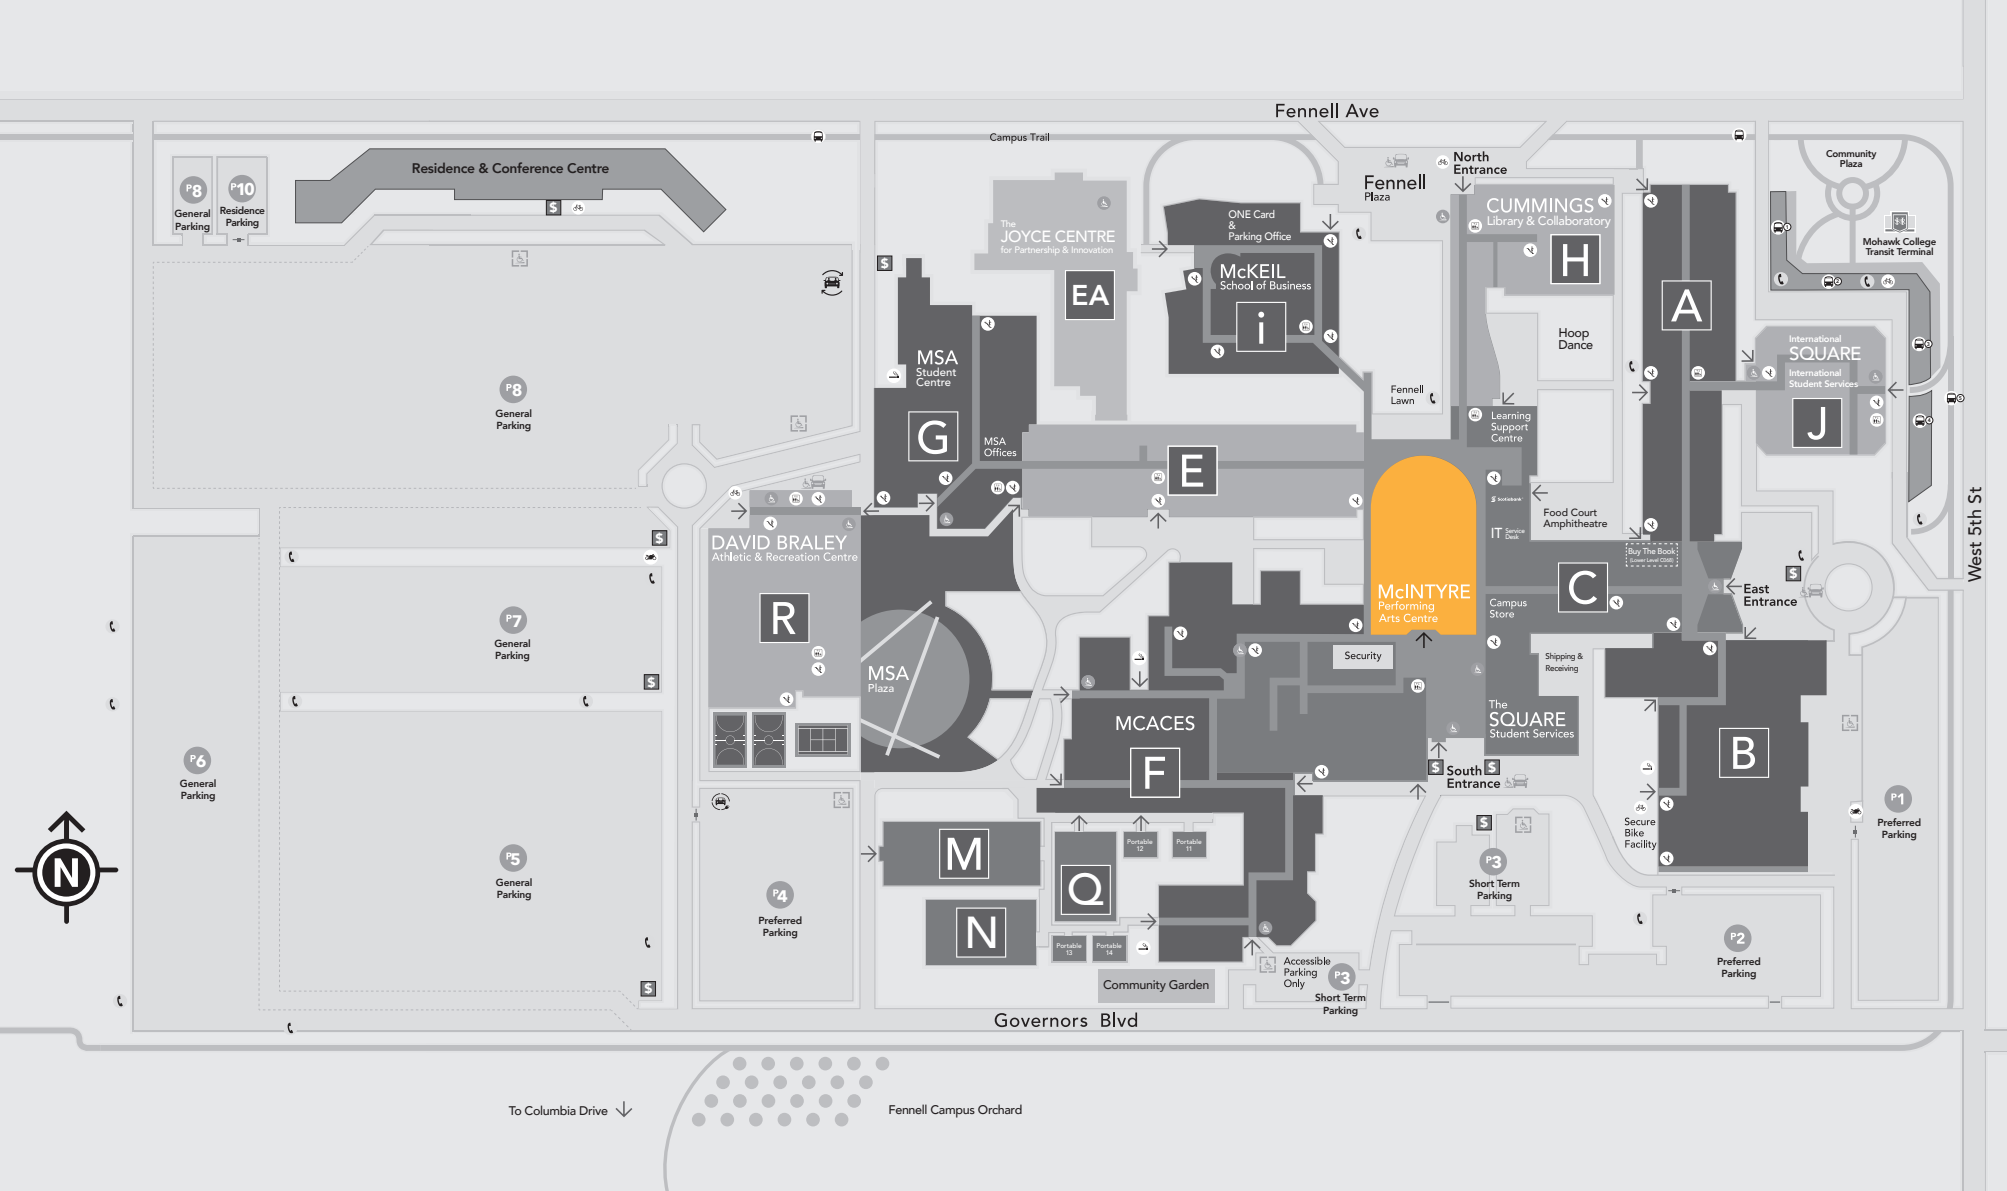 Fennell Ave
Campus Trail
Residence & Conference Centre
P8
General
Parking
P10
Residence
Parking
North
Entrance
Fennell
Plaza
Community
Plaza
Mohawk College
Transit Terminal
The
JOYCE CENTRE
for Partnership & Innovation
EA
ONE Card
&
Parking Office
McKEIL
School of Business
i
CUMMINGS
Library & Collaboratory
H
A
Hoop
Dance
International
SQUARE
International
Student Services
J
P8
General
Parking
MSA
Student
Centre
G
MSA
Offices
E
Fennell
Lawn
Learning
Support
Centre
Scotiabank
IT Service
Desk
Food Court
Amphitheatre
Buy The Book
(Lower Level C068)
C
Campus
Store
East
Entrance
West 5th St
DAVID BRALEY
Athletic & Recreation Centre
R
MSA
Plaza
McINTYRE
Performing
Arts Centre
Security
Shipping &
Receiving
The
SQUARE
Student Services
MCACES
F
South
Entrance
B
P7
General
Parking
P6
General
Parking
P5
General
Parking
N
P4
Preferred
Parking
M
N
Q
Portable
12
Portable
11
Portable
13
Portable
14
Community Garden
Accessible
Parking
Only
P3
Short Term
Parking
P3
Short Term
Parking
Secure
Bike
Facility
P1
Preferred
Parking
P2
Preferred
Parking
Governors Blvd
To Columbia Drive
Fennell Campus Orchard